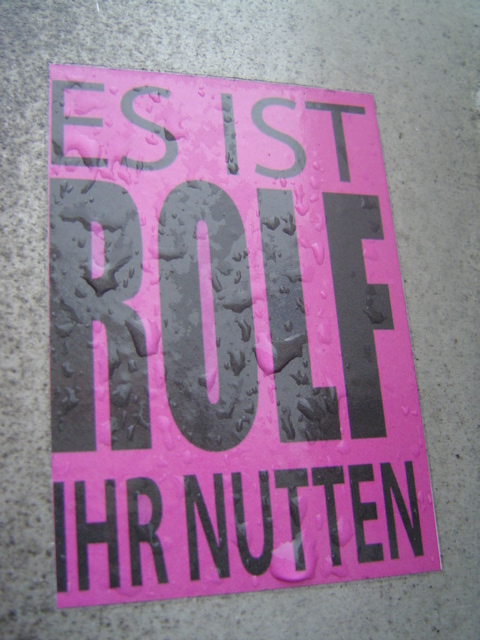 ES IST
ROLF
IHR NUTTEN